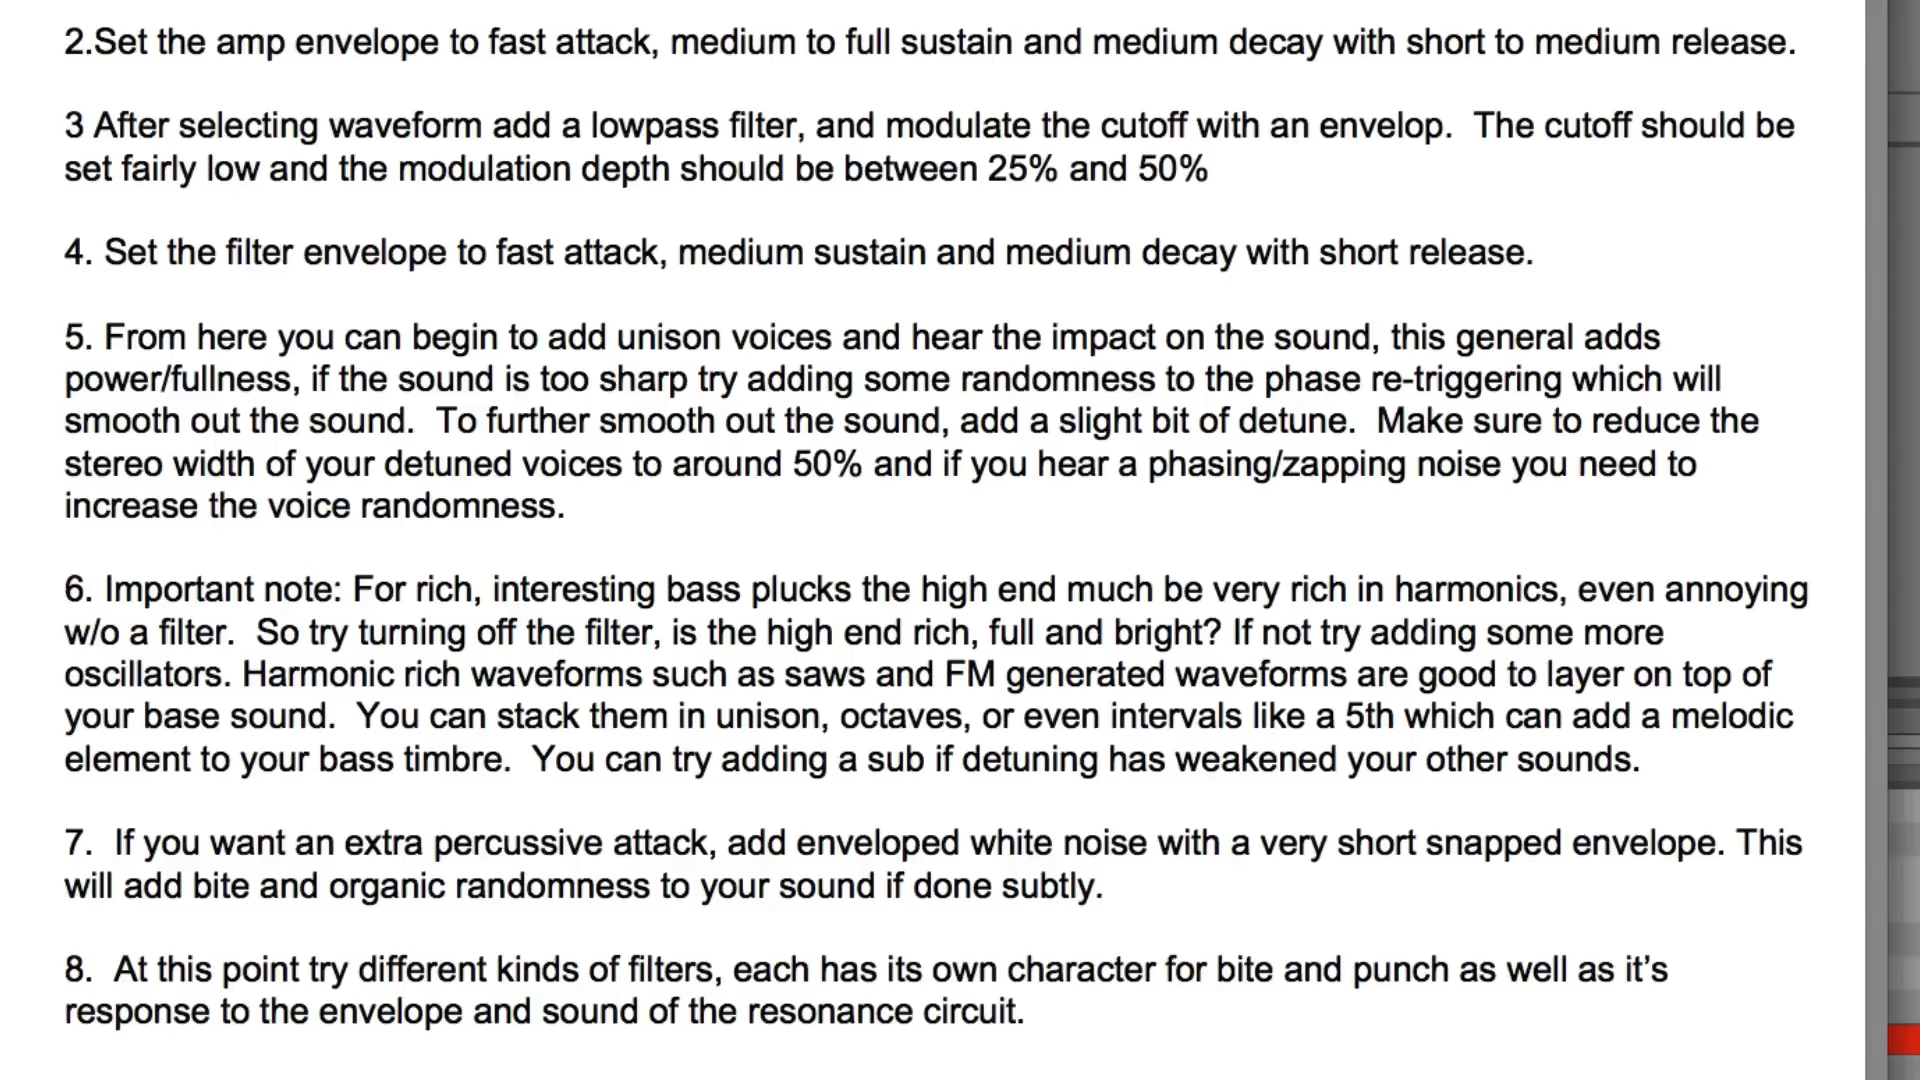 2.Set the amp envelope to fast attack, medium to full sustain and medium decay with short to medium release.
3 After selecting waveform add a lowpass filter, and modulate the cutoff with an envelop.  The cutoff should be
set fairly low and the modulation depth should be between 25% and 50%
4. Set the filter envelope to fast attack, medium sustain and medium decay with short release.
5. From here you can begin to add unison voices and hear the impact on the sound, this general adds
power/fullness, if the sound is too sharp try adding some randomness to the phase re-triggering which will
smooth out the sound.  To further smooth out the sound, add a slight bit of detune.  Make sure to reduce the
stereo width of your detuned voices to around 50% and if you hear a phasing/zapping noise you need to
increase the voice randomness.
6. Important note: For rich, interesting bass plucks the high end much be very rich in harmonics, even annoying
w/o a filter.  So try turning off the filter, is the high end rich, full and bright? If not try adding some more
oscillators. Harmonic rich waveforms such as saws and FM generated waveforms are good to layer on top of
your base sound.  You can stack them in unison, octaves, or even intervals like a 5th which can add a melodic
element to your bass timbre.  You can try adding a sub if detuning has weakened your other sounds.
7.  If you want an extra percussive attack, add enveloped white noise with a very short snapped envelope. This
will add bite and organic randomness to your sound if done subtly.
8.  At this point try different kinds of filters, each has its own character for bite and punch as well as it’s
response to the envelope and sound of the resonance circuit.